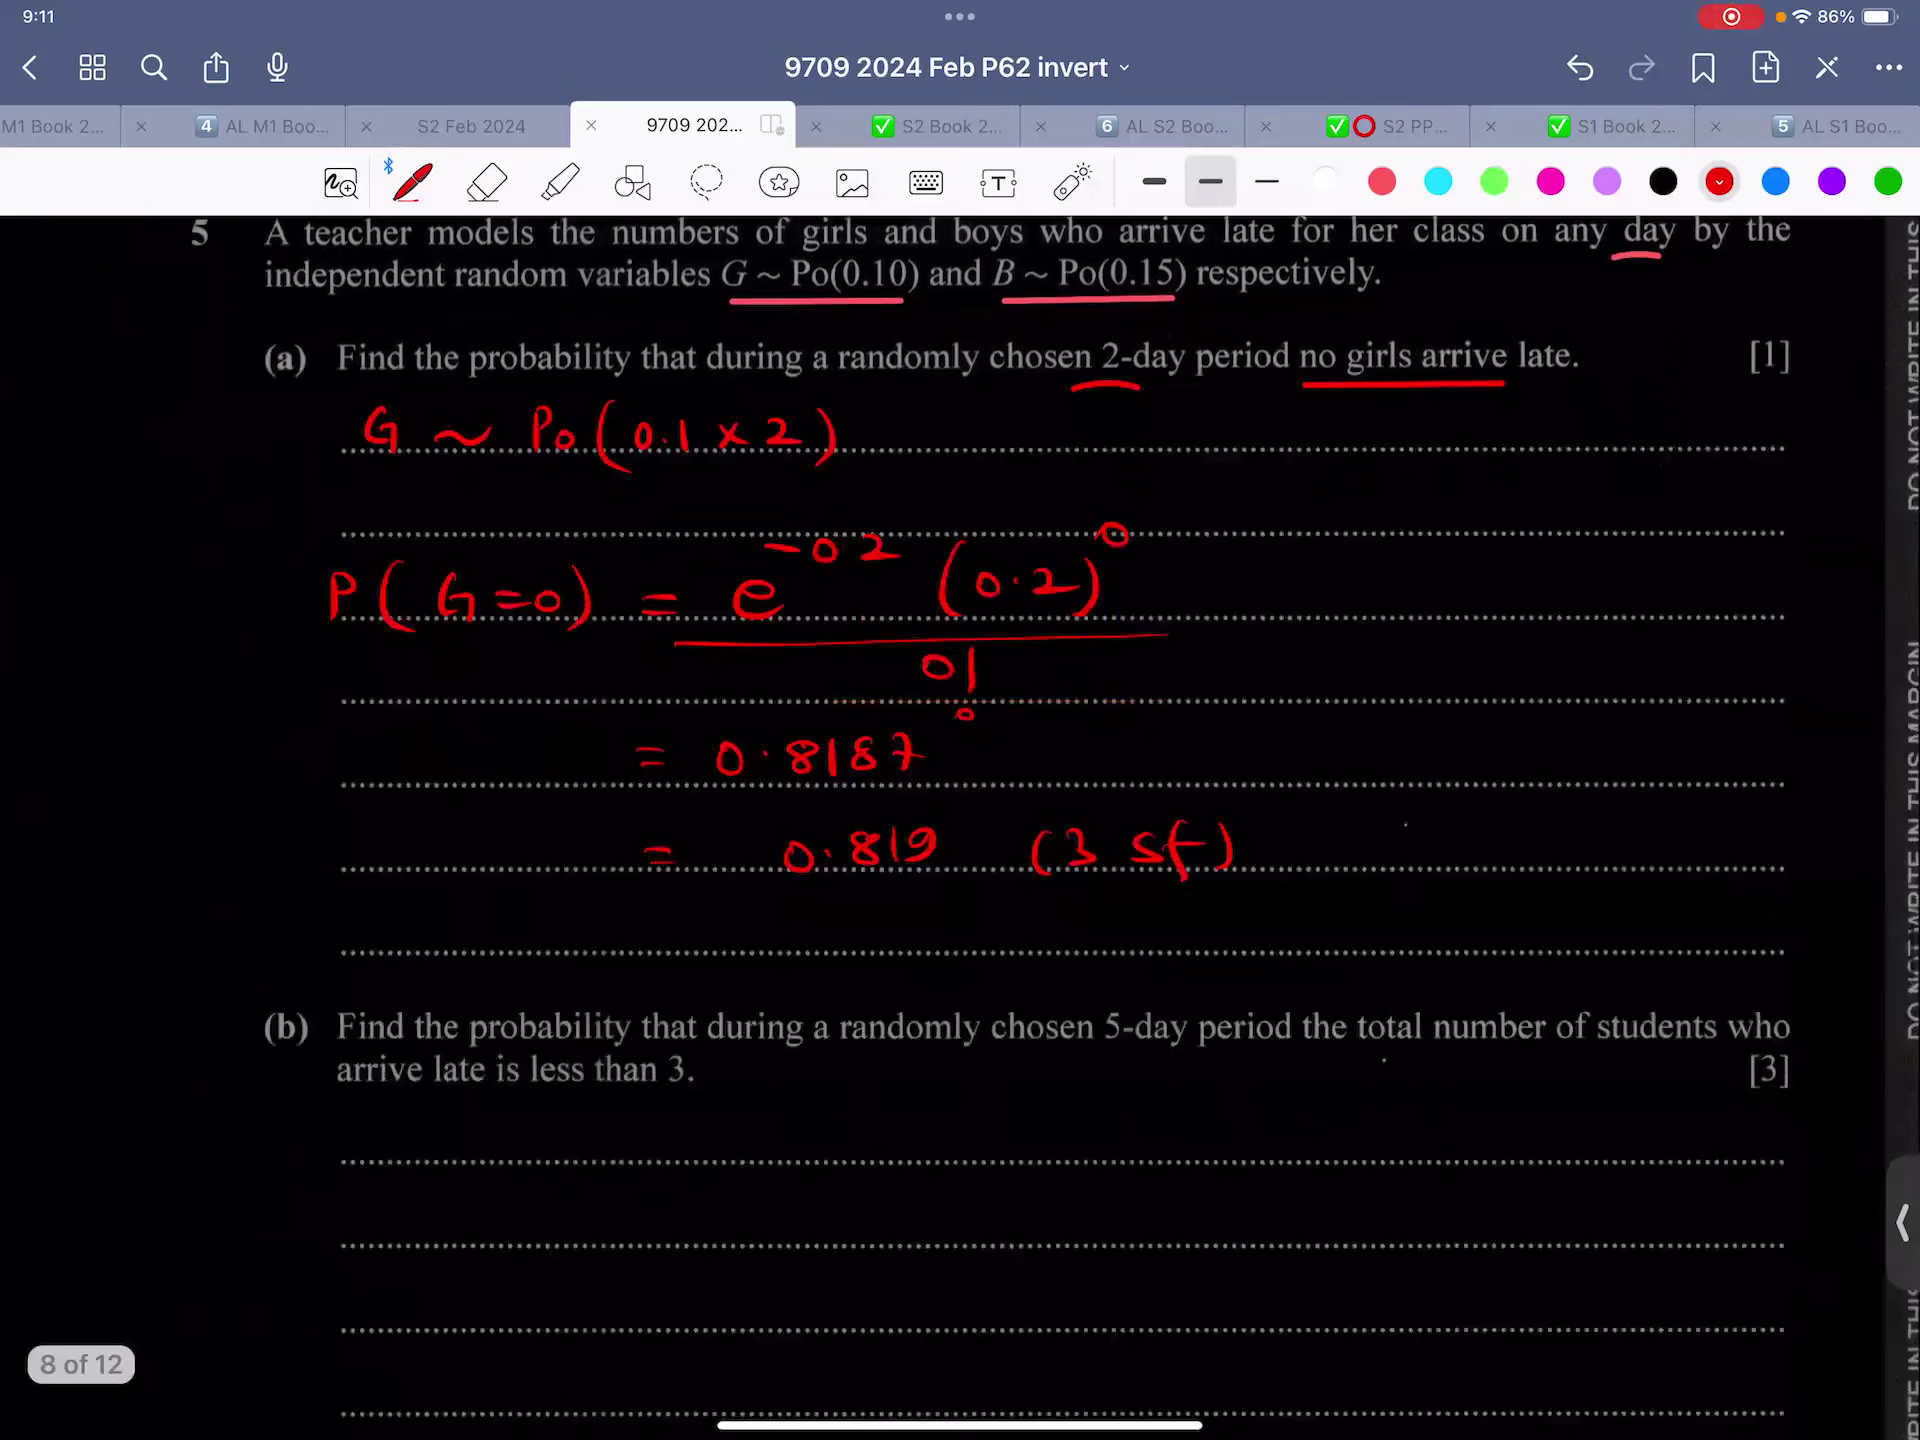 9:11
86%
9709 2024 Feb P62 invert
M1 Book 2...
4 AL M1 Boo...
S2 Feb 2024
9709 202...
S2 Book 2...
6 AL S2 Boo...
S2 PP...
S1 Book 2...
5 AL S1 Boo...
5 A teacher models the numbers of girls and boys who arrive late for her class on any day by the
independent random variables G ~ Po(0.10) and B ~ Po(0.15) respectively.
(a) Find the probability that during a randomly chosen 2-day period no girls arrive late. [1]
G ~ Po(0.1 × 2)
P(G=0) = e^-0.2 (0.2)^0
0!
= 0.8187
= 0.819 (3 sf)
(b) Find the probability that during a randomly chosen 5-day period the total number of students who
arrive late is less than 3. [3]
8 of 12
DO NOT WRITE IN THIS MARGIN